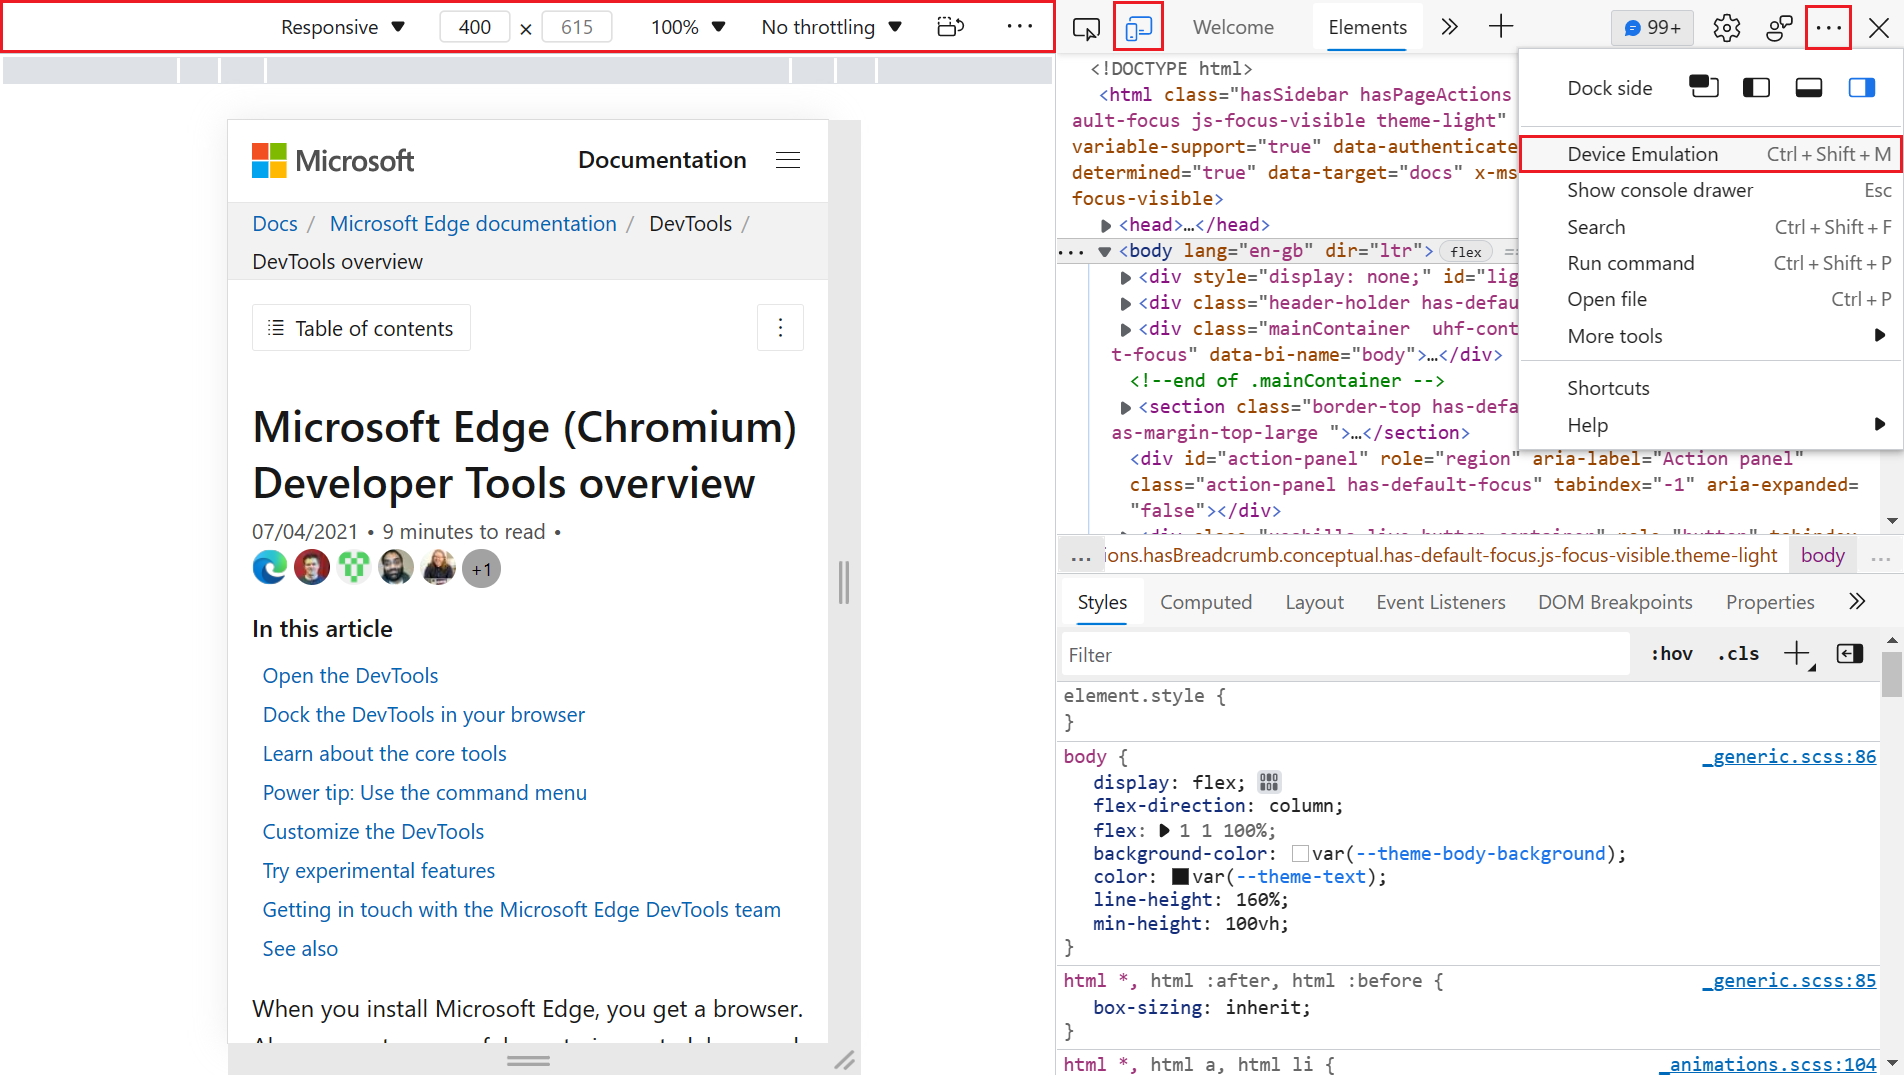 Responsive ▼ 400 × 615 100% ▼ No throttling ▼ ···
Microsoft Documentation
Docs / Microsoft Edge documentation / DevTools /
DevTools overview
Table of contents
Microsoft Edge (Chromium)
Developer Tools overview
07/04/2021 • 9 minutes to read •
+1
In this article
Open the DevTools
Dock the DevTools in your browser
Learn about the core tools
Power tip: Use the command menu
Customize the DevTools
Try experimental features
Getting in touch with the Microsoft Edge DevTools team
See also
When you install Microsoft Edge, you get a browser.
Welcome Elements 99+
<!DOCTYPE html>
<html class="hasSidebar hasPageActions
ault-focus js-focus-visible theme-light"
variable-support="true" data-authenticate
determined="true" data-target="docs" x-ms
focus-visible>
▶ <head>…</head>
··· ▼ <body lang="en-gb" dir="ltr"> flex ==
▶ <div style="display: none;" id="lig
▶ <div class="header-holder has-defau
▶ <div class="mainContainer uhf-cont
t-focus" data-bi-name="body">…</div>
<!--end of .mainContainer -->
▶ <section class="border-top has-defa
as-margin-top-large ">…</section>
<div id="action-panel" role="region" aria-label="Action panel"
class="action-panel has-default-focus" tabindex="-1" aria-expanded=
"false"></div>
Dock side
Device Emulation Ctrl + Shift + M
Show console drawer Esc
Search Ctrl + Shift + F
Run command Ctrl + Shift + P
Open file Ctrl + P
More tools ▶
Shortcuts
Help ▶
... ions.hasBreadcrumb.conceptual.has-default-focus.js-focus-visible.theme-light body ...
Styles Computed Layout Event Listeners DOM Breakpoints Properties
Filter :hov .cls
element.style {
}
body { _generic.scss:86
display: flex;
flex-direction: column;
flex: ▶ 1 1 100%;
background-color: var(--theme-body-background);
color: var(--theme-text);
line-height: 160%;
min-height: 100vh;
}
html *, html :after, html :before { _generic.scss:85
box-sizing: inherit;
}
html *, html a, html li { _animations.scss:104